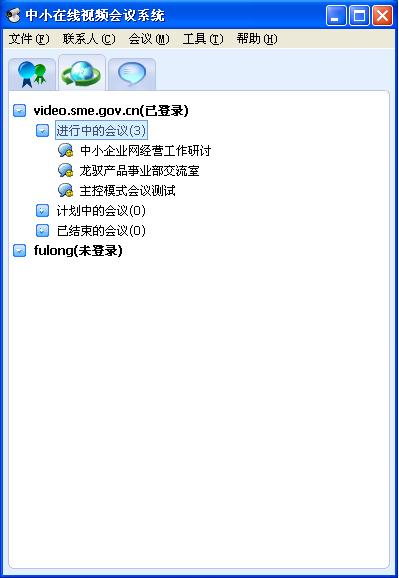 中小在线视频会议系统
文件(F) 联系人(C) 会议(M) 工具(T) 帮助(H)
video.sme.gov.cn(已登录)
进行中的会议(3)
中小企业网经营工作研讨
龙驭产品事业部交流室
主控模式会议测试
计划中的会议(0)
已结束的会议(0)
fulong(未登录)